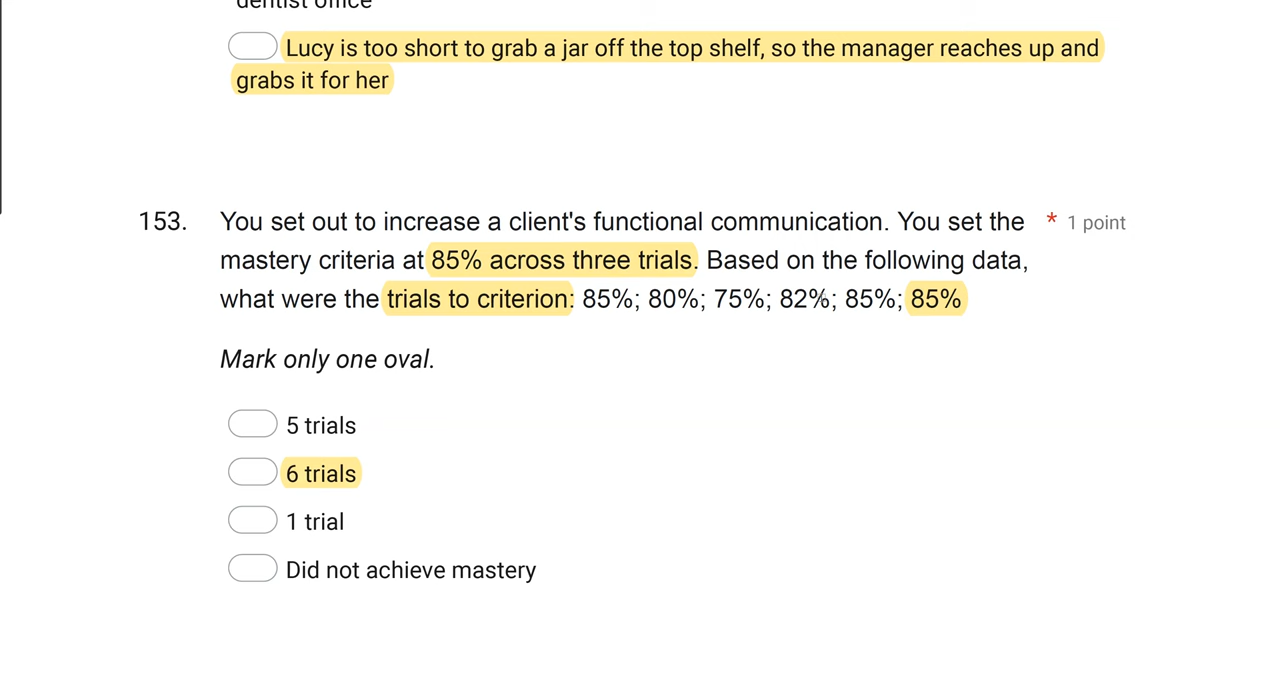 dentist office
Lucy is too short to grab a jar off the top shelf, so the manager reaches up and
grabs it for her
153. You set out to increase a client's functional communication. You set the * 1 point
mastery criteria at 85% across three trials. Based on the following data,
what were the trials to criterion: 85%; 80%; 75%; 82%; 85%; 85%
Mark only one oval.
5 trials
6 trials
1 trial
Did not achieve mastery